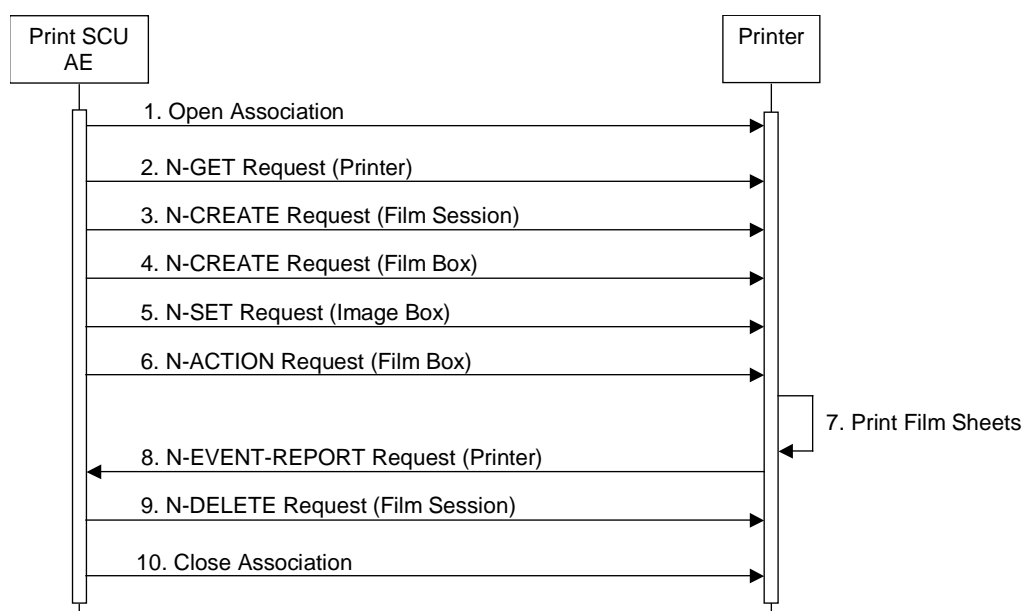 Print SCU
AE
Printer
1. Open Association
2. N-GET Request (Printer)
3. N-CREATE Request (Film Session)
4. N-CREATE Request (Film Box)
5. N-SET Request (Image Box)
6. N-ACTION Request (Film Box)
7. Print Film Sheets
8. N-EVENT-REPORT Request (Printer)
9. N-DELETE Request (Film Session)
10. Close Association